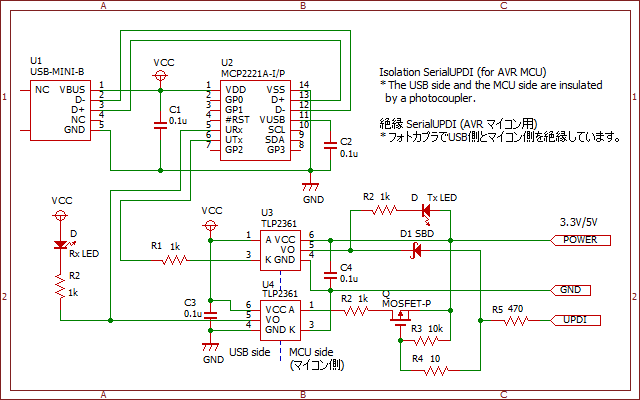 A B C
U1
USB-MINI-B
NC VBUS 1
D- 2
D+ 3
NC 4
GND 5
VCC
C1
0.1u
U2
MCP2221A-I/P
1 VDD VSS 14
2 GP0 D+ 13
3 GP1 D- 12
4 #RST VUSB 11
5 URx SCL 10
6 UTx SDA 9
7 GP2 GP3 8
C2
0.1u
GND
Isolation SerialUPDI (for AVR MCU)
* The USB side and the MCU side are insulated
by a photocoupler.
絶縁 SerialUPDI (AVR マイコン用)
* フォトカプラでUSB側とマイコン側を絶縁しています。
1 1
VCC
D
Rx LED
R2
1k
R1 1k
VCC
U3
TLP2361
1 A VCC 6
VO 5
3 K GND 4
C4
0.1u
R2 1k D Tx LED
D1 SBD
3.3V/5V
POWER
GND
U4
TLP2361
6 VCC A 1
5 VO
4 GND K 3
C3
0.1u
GND
R2 1k
Q
MOSFET-P
R3 10k
R4 10
R5 470
UPDI
2 2
USB side MCU side
(マイコン側)
A B C